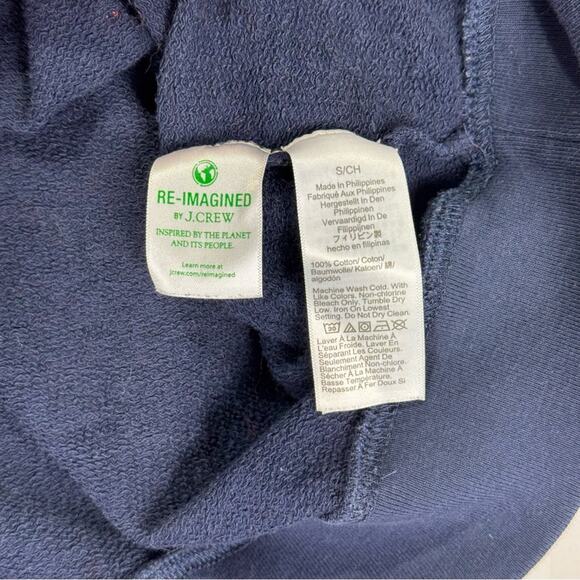 RE-IMAGINED
BY J.CREW
INSPIRED BY THE PLANET
AND ITS PEOPLE.
Learn more at
jcrew.com/reimagined
S/CH
Made In Philippines
Fabriqué Aux Philippines
Hergestellt In Den
Philippinen
Vervaardigd In De
Filippijnen
フィリピン製
hecho en filipinas
100% Cotton/ Coton/
Baumwolle/ Katoen/ 綿/
algodón
Machine Wash Cold. With
Like Colors. Non-chlorine
Bleach Only. Tumble Dry
Low. Iron on Lowest
Setting. Do Not Dry Clean.
30
Laver À La Machine À
L'eau Froide. Laver En
Séparant Les Couleurs.
Seulement Agent De
Blanchiment Non-chlore.
Sécher À La Machine À
Basse Température.
Repasser À Fer Doux Si